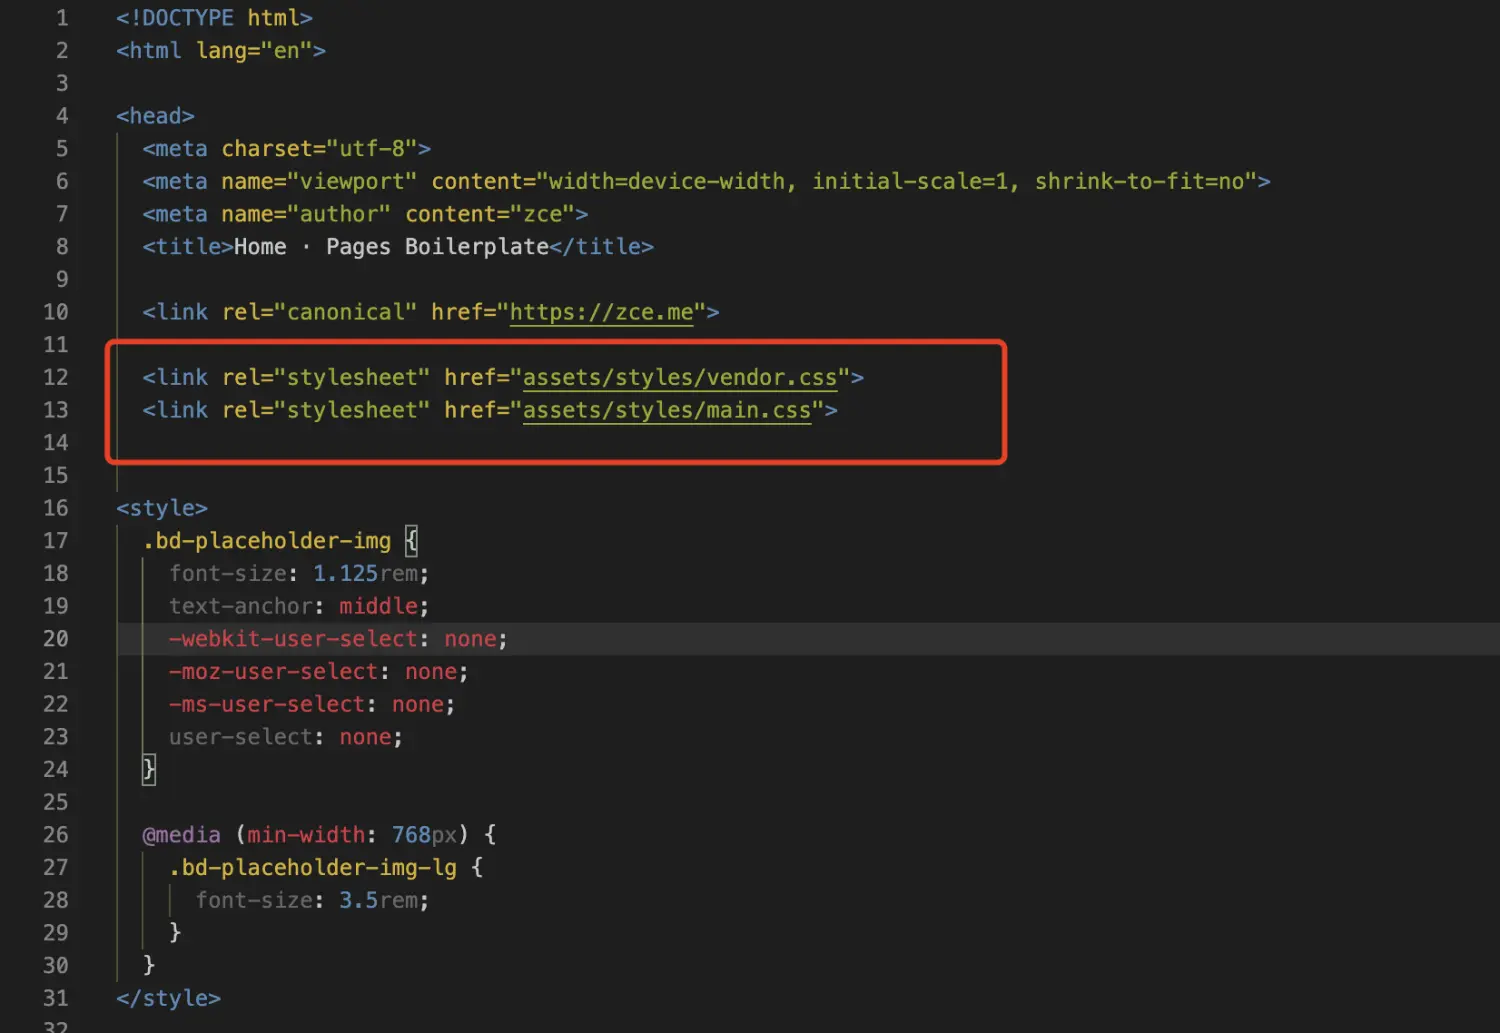 1 <!DOCTYPE html>
2 <html lang="en">
3
4 <head>
5 <meta charset="utf-8">
6 <meta name="viewport" content="width=device-width, initial-scale=1, shrink-to-fit=no">
7 <meta name="author" content="zce">
8 <title>Home · Pages Boilerplate</title>
9
10 <link rel="canonical" href="https://zce.me">
11
12 <link rel="stylesheet" href="assets/styles/vendor.css">
13 <link rel="stylesheet" href="assets/styles/main.css">
14
15
16 <style>
17 .bd-placeholder-img {
18 font-size: 1.125rem;
19 text-anchor: middle;
20 -webkit-user-select: none;
21 -moz-user-select: none;
22 -ms-user-select: none;
23 user-select: none;
24 }
25
26 @media (min-width: 768px) {
27 .bd-placeholder-img-lg {
28 font-size: 3.5rem;
29 }
30 }
31 </style>
32